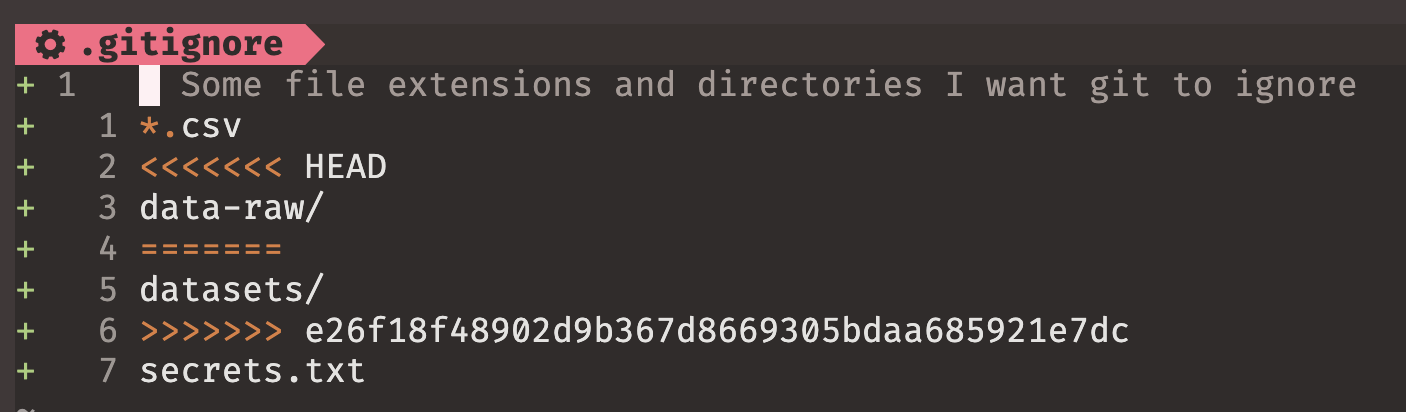 .gitignore
+ 1 Some file extensions and directories I want git to ignore
+ 1 *.csv
+ 2 <<<<<<< HEAD
+ 3 data-raw/
+ 4 =======
+ 5 datasets/
+ 6 >>>>>>> e26f18f48902d9b367d8669305bdaa685921e7dc
+ 7 secrets.txt
~